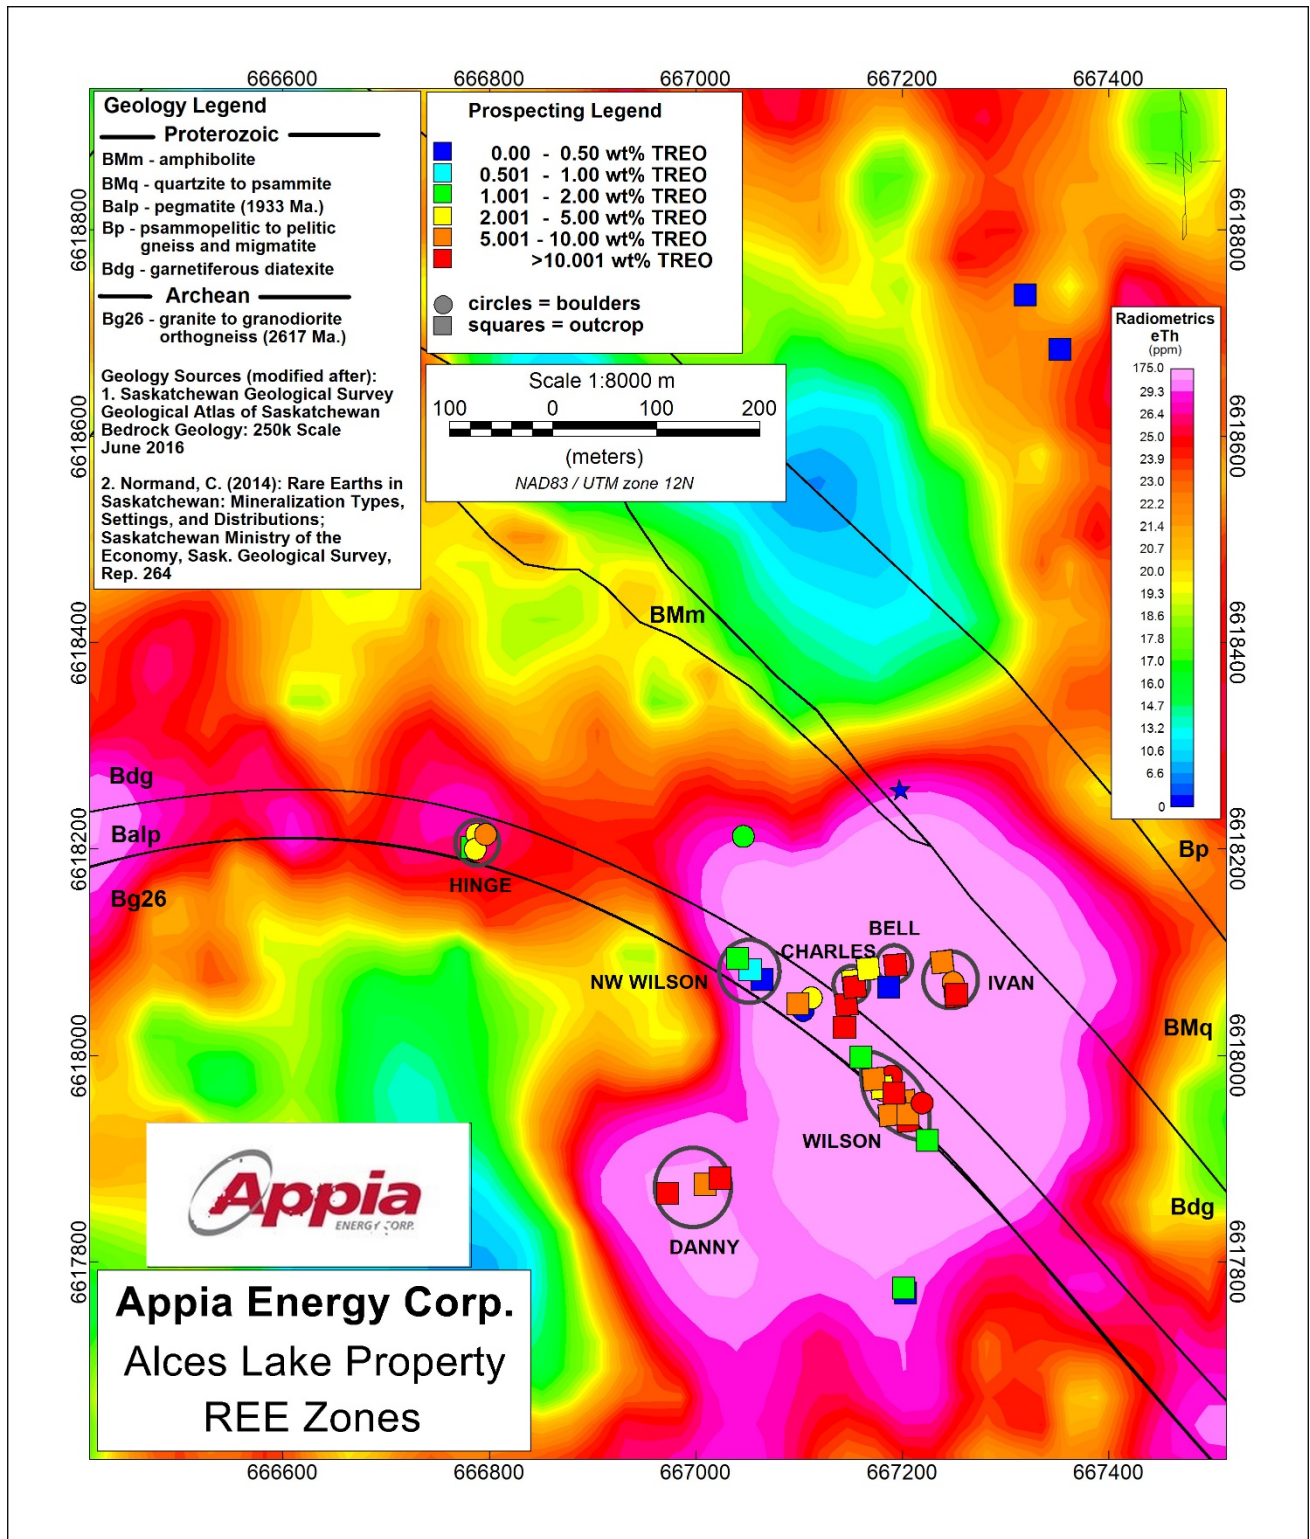 666600 666800 667000 667200 667400
Geology Legend
Proterozoic
BMm - amphibolite
BMq - quartzite to psammite
Balp - pegmatite (1933 Ma.)
Bp - psammopelitic to pelitic
gneiss and migmatite
Bdg - garnetiferous diatexite
Archean
Bg26 - granite to granodiorite
orthogneiss (2617 Ma.)
Geology Sources (modified after):
1. Saskatchewan Geological Survey
Geological Atlas of Saskatchewan
Bedrock Geology: 250k Scale
June 2016
2. Normand, C. (2014): Rare Earths in
Saskatchewan: Mineralization Types,
Settings, and Distributions;
Saskatchewan Ministry of the
Economy, Sask. Geological Survey,
Rep. 264
Prospecting Legend
0.00 - 0.50 wt% TREO
0.501 - 1.00 wt% TREO
1.001 - 2.00 wt% TREO
2.001 - 5.00 wt% TREO
5.001 - 10.00 wt% TREO
>10.001 wt% TREO
circles = boulders
squares = outcrop
Scale 1:8000 m
100 0 100 200
(meters)
NAD83 / UTM zone 12N
N
Radiometrics
eTh
(ppm)
175.0
29.3
26.4
25.0
23.9
23.0
22.2
21.4
20.7
20.0
19.3
18.6
17.8
17.0
16.0
14.7
13.2
10.6
6.6
0
6618800
6618600
6618400
6618200
6618000
6617800
6618800
6618600
6618400
6618200
6618000
6617800
BMm
Bdg
Balp
Bg26
HINGE
Bp
BELL
CHARLES
NW WILSON
IVAN
BMq
WILSON
DANNY
Bdg
Appia
ENERGY CORP.
Appia Energy Corp.
Alces Lake Property
REE Zones
666600 666800 667000 667200 667400